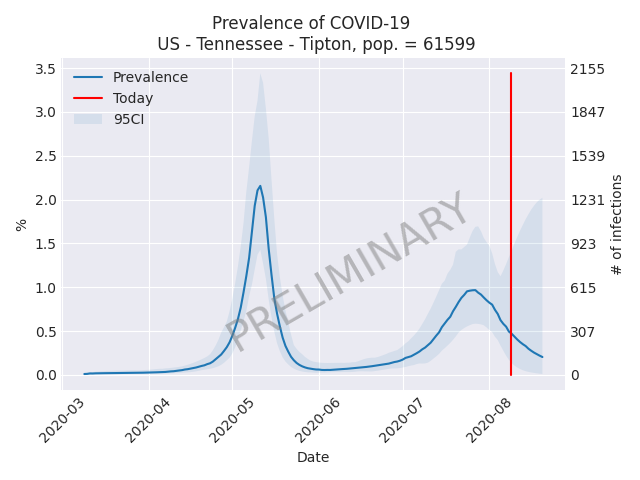 Prevalence of COVID-19
US - Tennessee - Tipton, pop. = 61599
Prevalence
Today
95CI
3.5
3.0
2.5
2.0
1.5
1.0
0.5
0.0
%
2155
1847
1539
1231
923
615
307
0
# of infections
PRELIMINARY
2020-03
2020-04
2020-05
2020-06
2020-07
2020-08
Date